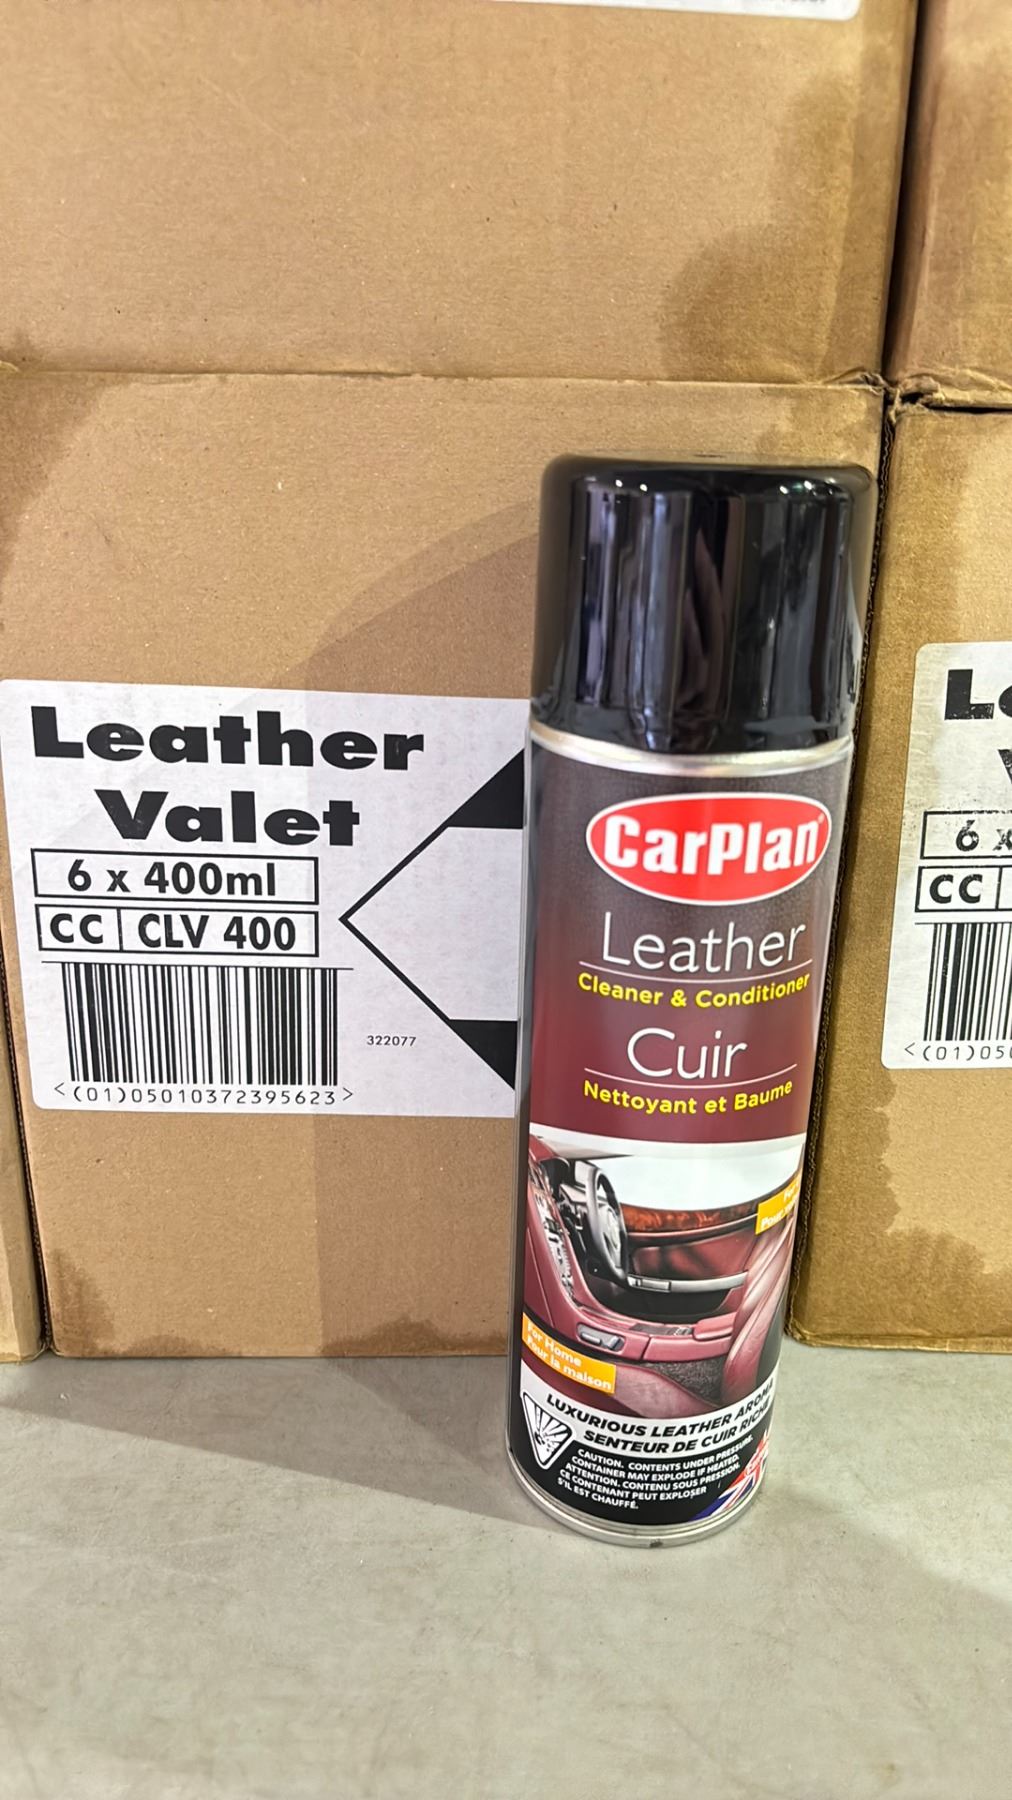 Leather
Valet
6 x 400ml
CC CLV 400
322077
<(01)05010372395623>
CarPlan®
Leather
Cleaner & Conditioner
Cuir
Nettoyant et Baume
For
Pour
For Home
Pour la maison
LUXURIOUS LEATHER AROMA
SENTEUR DE CUIR RICHE
CAUTION. CONTENTS UNDER PRESSURE.
CONTAINER MAY EXPLODE IF HEATED.
ATTENTION. CONTENU SOUS PRESSION.
CE CONTENANT PEUT EXPLOSER
S'IL EST CHAUFFÉ.
6 x
CC
<(01)050